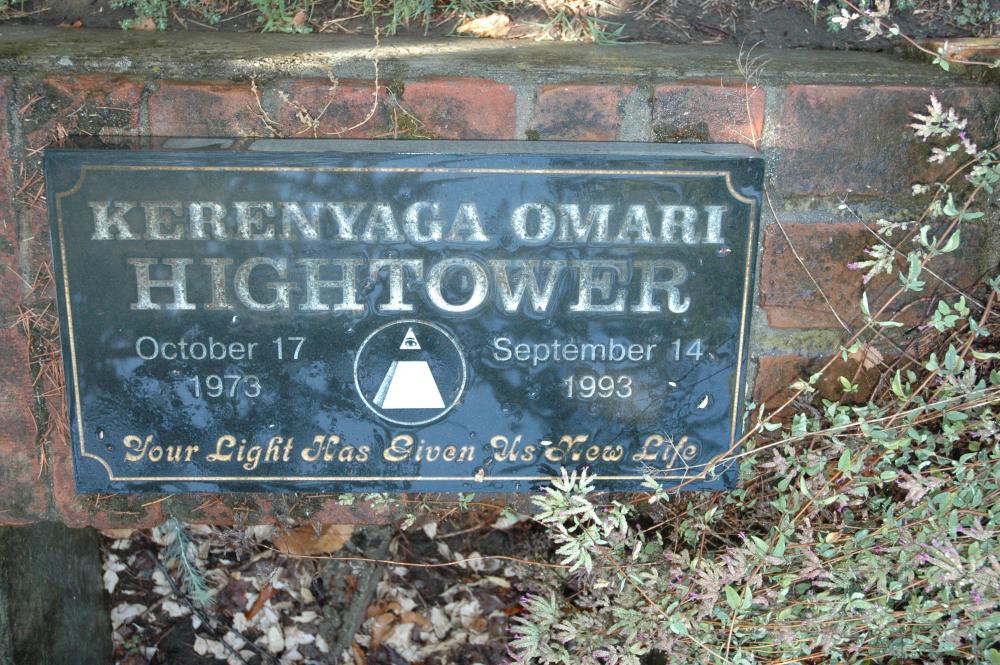 KERENYAGA OMARI
HIGHTOWER
October 17
1973
September 14
1993
Your Light Has Given Us New Life